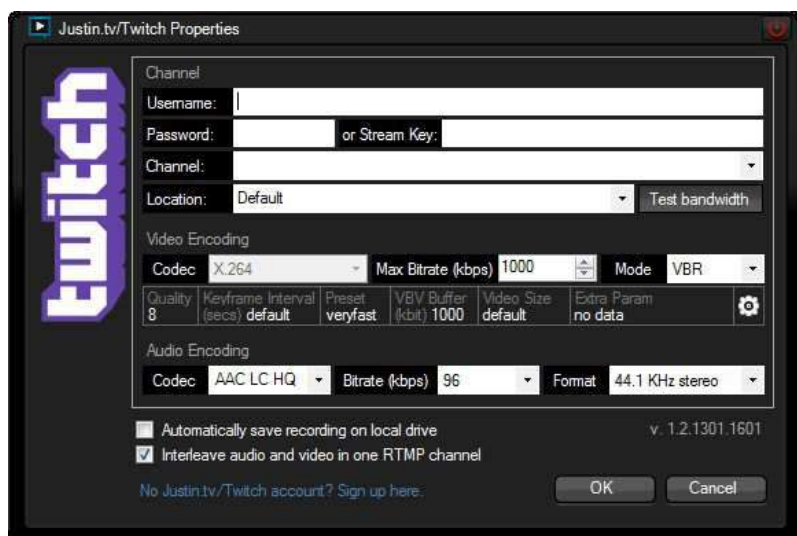 Justin.tv/Twitch Properties
twitch
Channel
Username:
Password: or Stream Key:
Channel:
Location: Default Test bandwidth
Video Encoding
Codec X.264 Max Bitrate (kbps) 1000 Mode VBR
Quality Keyframe Interval Preset VBV Buffer Video Size Extra Param
8 (secs) default veryfast (kbit) 1000 default no data
Audio Encoding
Codec AAC LC HQ Bitrate (kbps) 96 Format 44.1 KHz stereo
Automatically save recording on local drive v. 1.2.1301.1601
Interleave audio and video in one RTMP channel
No Justin.tv/Twitch account? Sign up here. OK Cancel